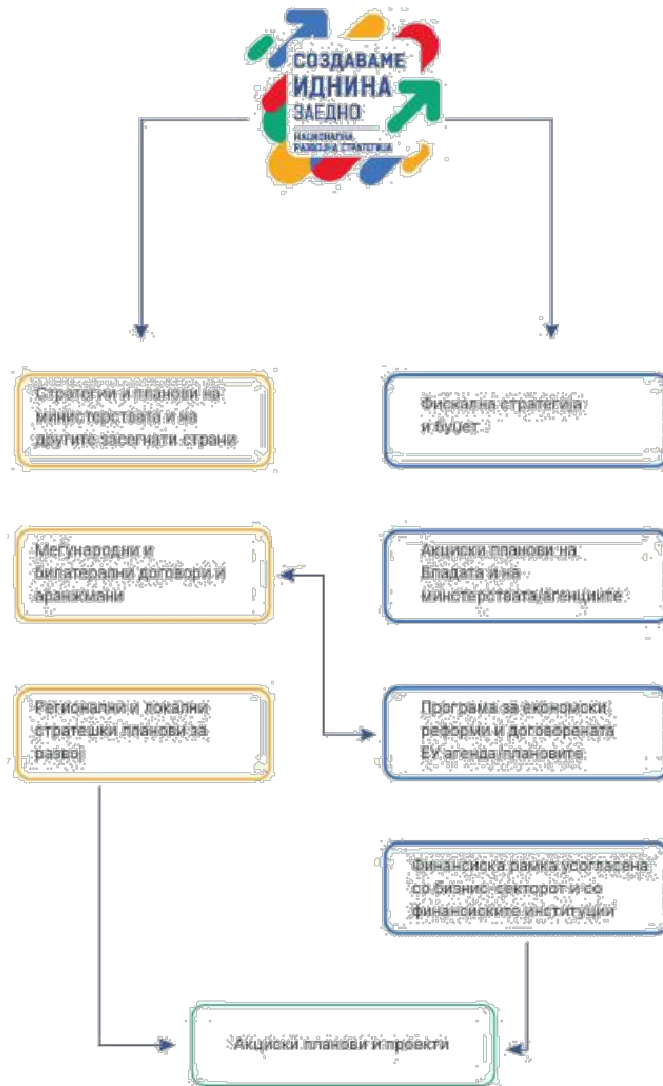 СОЗДАВАМЕ
ИДНИНА
ЗАЕДНО
НАЦИОНАЛНА
РАЗВОЈНА СТРАТЕГИЈА
Стратегии и планови на
министерствата и на
другите засегнати страни
Фискална стратегија
и буџет
Меѓународни и
билатерални договори и
аранжмани
Акциски планови на
Владата и на
минстерствата/агенциите
Регионални и локални
стратешки планови за
развој
Програма за економски
реформи и договорената
ЕУ агенда/плановите
Финансиска рамка усогласена
со бизнис-секторот и со
финансиските институции
Акциски планови и проекти